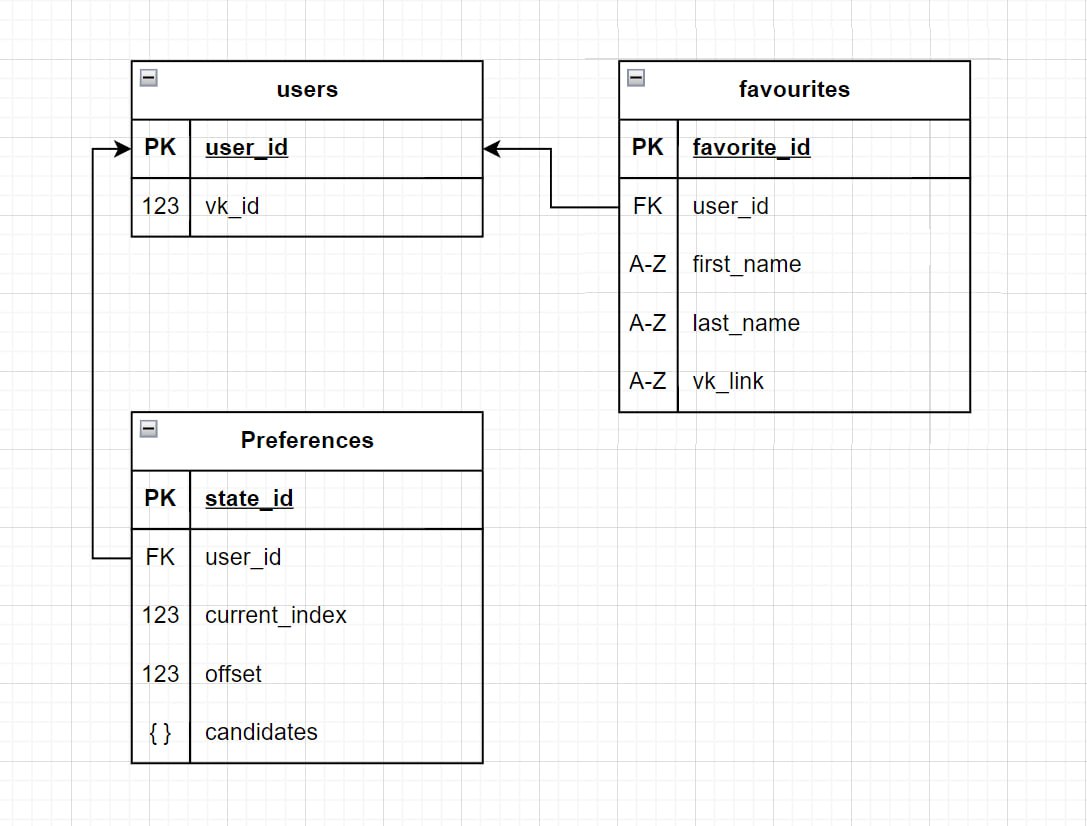 users
PK user_id
123 vk_id
favourites
PK favorite_id
FK user_id
A-Z first_name
A-Z last_name
A-Z vk_link
Preferences
PK state_id
FK user_id
123 current_index
123 offset
{ } candidates